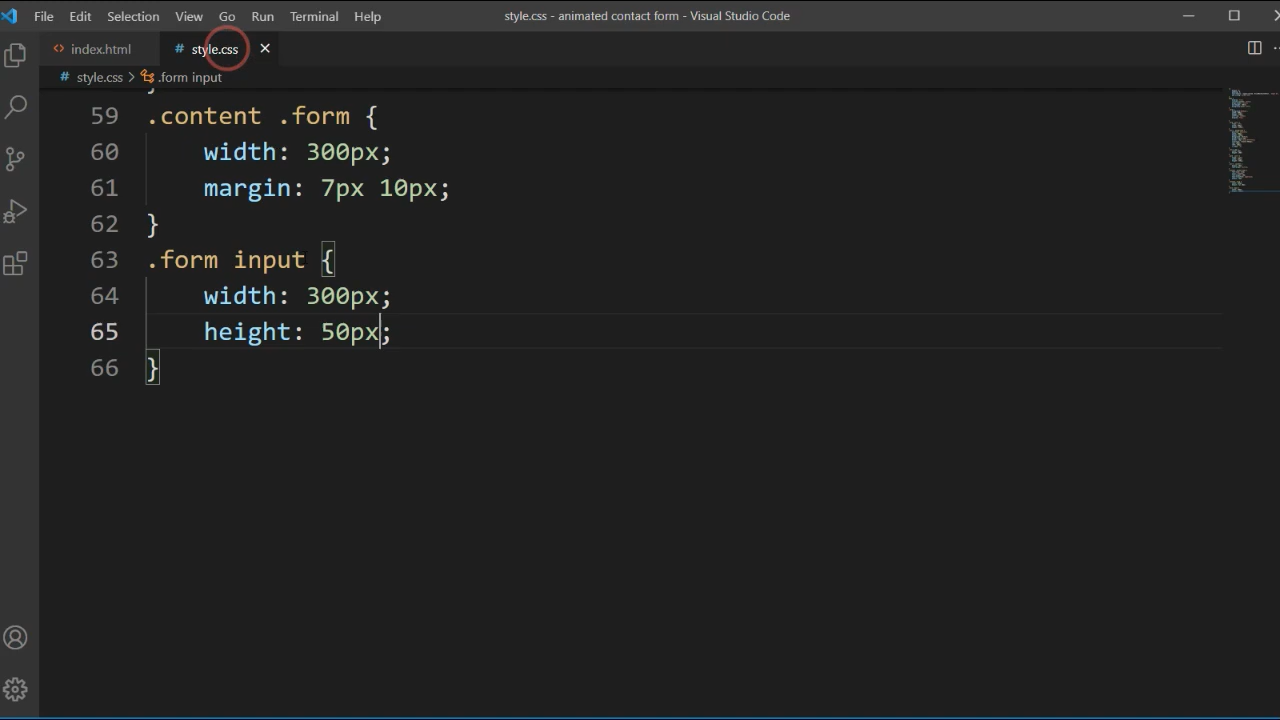 File Edit Selection View Go Run Terminal Help style.css - animated contact form - Visual Studio Code
index.html style.css
style.css > .form input
}
59 .content .form {
60 width: 300px;
61 margin: 7px 10px;
62 }
63 .form input {
64 width: 300px;
65 height: 50px;
66 }